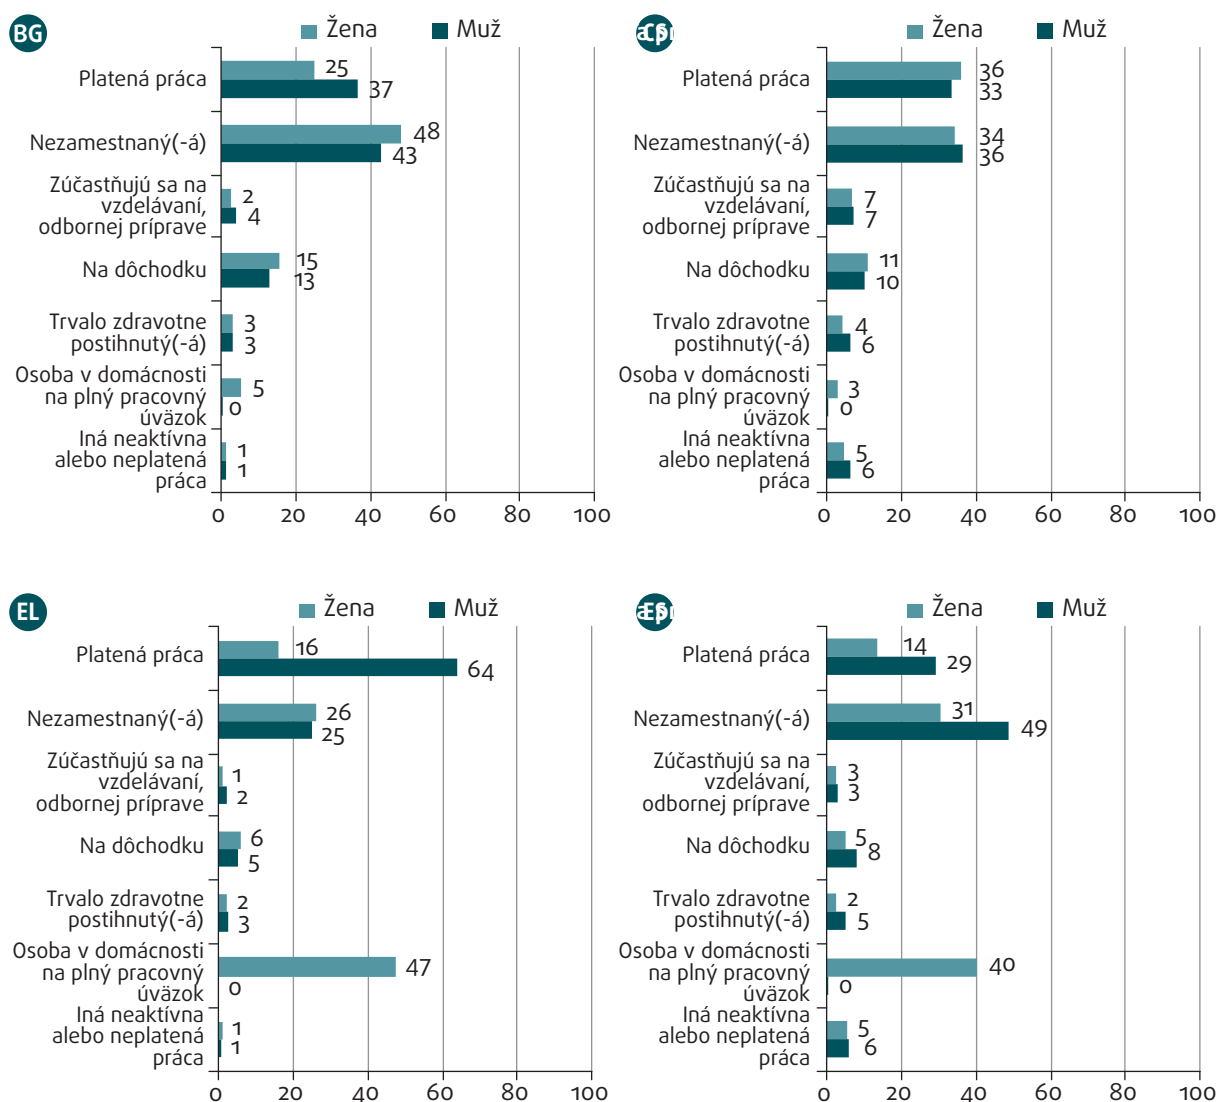 BG
Žena Muž
Platená práca
25
37
Nezamestnaný(-á)
48
43
Zúčastňujú sa na
vzdelávaní,
odbornej príprave
2
4
Na dôchodku
15
13
Trvalo zdravotne
postihnutý(-á)
3
3
Osoba v domácnosti
na plný pracovný
úväzok
5
0
Iná neaktívna
alebo neplatená
práca
1
1
0 20 40 60 80 100
Žena Muž
Platená práca
36
33
Nezamestnaný(-á)
34
36
Zúčastňujú sa na
vzdelávaní,
odbornej príprave
7
7
Na dôchodku
11
10
Trvalo zdravotne
postihnutý(-á)
4
6
Osoba v domácnosti
na plný pracovný
úväzok
3
0
Iná neaktívna
alebo neplatená
práca
5
6
0 20 40 60 80 100
EL
Žena Muž
Platená práca
16
64
Nezamestnaný(-á)
26
25
Zúčastňujú sa na
vzdelávaní,
odbornej príprave
1
2
Na dôchodku
6
5
Trvalo zdravotne
postihnutý(-á)
2
3
Osoba v domácnosti
na plný pracovný
úväzok
47
0
Iná neaktívna
alebo neplatená
práca
1
1
0 20 40 60 80 100
Žena Muž
Platená práca
14
29
Nezamestnaný(-á)
31
49
Zúčastňujú sa na
vzdelávaní,
odbornej príprave
3
3
Na dôchodku
5
8
Trvalo zdravotne
postihnutý(-á)
2
5
Osoba v domácnosti
na plný pracovný
úväzok
40
0
Iná neaktívna
alebo neplatená
práca
5
6
0 20 40 60 80 100